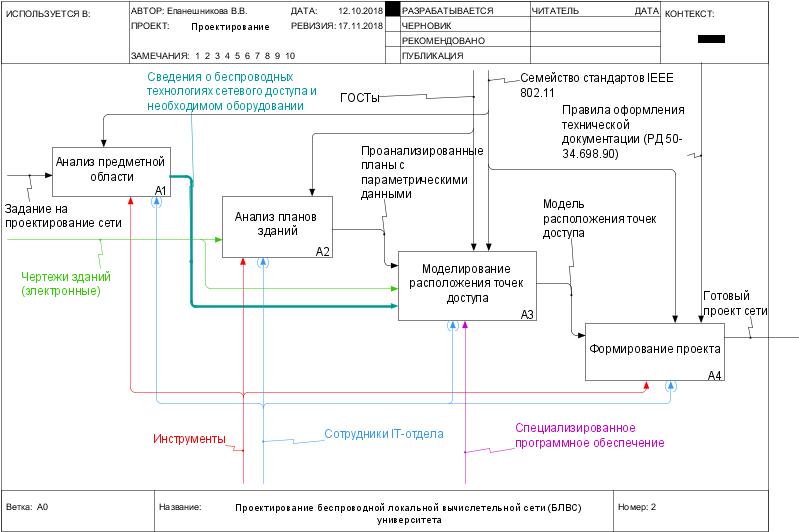 ИСПОЛЬЗУЕТСЯ В:
АВТОР: Епанешникова В.В.
ДАТА: 12.10.2018
ПРОЕКТ: Проектирование
РЕВИЗИЯ: 17.11.2018
ЗАМЕЧАНИЯ: 1 2 3 4 5 6 7 8 9 10
РАЗРАБАТЫВАЕТСЯ
ЧЕРНОВИК
РЕКОМЕНДОВАНО
ПУБЛИКАЦИЯ
ЧИТАТЕЛЬ
ДАТА
КОНТЕКСТ:
Сведения о беспроводных
технологиях сетевого доступа и
необходимом оборудовании
ГОСТы
Семейство стандартов IEEE
802.11
Правила оформления
технической
документации (РД 50-
34.698.90)
Анализ предметной
области
A1
Задание на
проектирование сети
Проанализированные
планы с
параметрическими
данными
Анализ планов
зданий
A2
Модель
расположения точек
доступа
Чертежи зданий
(электронные)
Моделирование
расположения точек
доступа
A3
Готовый
проект сети
Формирование проекта
A4
Инструменты
Сотрудники IT-отдела
Специализированное
программное обеспечение
Ветка: A0
Название:
Проектирование беспроводной локальной вычислетельной сети (БЛВС)
университета
Номер: 2